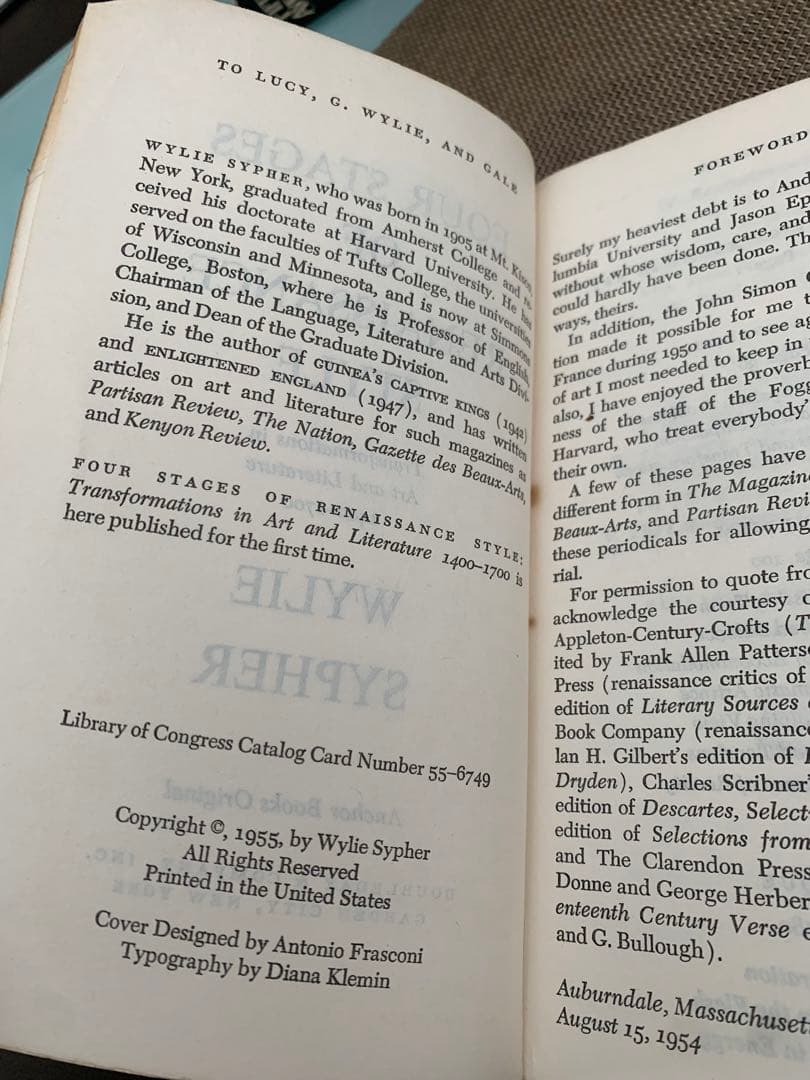 TO LUCY, G. WYLIE, AND GALE
WYLIE SYPHER, who was born in 1905 at Mt. Kisco,
New York, graduated from Amherst College and re-
ceived his doctorate at Harvard University. He has
served on the faculties of Tufts College, the universities
of Wisconsin and Minnesota, and is now at Simmons
College, Boston, where he is Professor of English,
Chairman of the Language, Literature and Arts Divi-
sion, and Dean of the Graduate Division.
He is the author of GUINEA'S CAPTIVE KINGS (1942)
and ENLIGHTENED ENGLAND (1947), and has written
articles on art and literature for such magazines as
Partisan Review, The Nation, Gazette des Beaux-Arts,
and Kenyon Review.
FOUR STAGES OF RENAISSANCE STYLE:
Transformations in Art and Literature 1400–1700 is
here published for the first time.
WYLIE
SYPHER
Library of Congress Catalog Card Number 55–6749
Anchor Books Original
Copyright ©, 1955, by Wylie Sypher
All Rights Reserved
Printed in the United States
Cover Designed by Antonio Frasconi
Typography by Diana Klemin
FOREWORD
Surely my heaviest debt is to And
lumbia University and Jason Ep
without whose wisdom, care, and
could hardly have been done. Th
ways, theirs.
In addition, the John Simon G
tion made it possible for me t
France during 1950 and to see ag
of art I most needed to keep in
also, I have enjoyed the proverb
ness of the staff of the Fogg
Harvard, who treat everybody'
their own.
A few of these pages have
different form in The Magazin
Beaux-Arts, and Partisan Revi
these periodicals for allowing
rial.
For permission to quote fro
acknowledge the courtesy o
Appleton-Century-Crofts (T
ited by Frank Allen Patters
Press (renaissance critics of
edition of Literary Sources
Book Company (renaissanc
lan H. Gilbert's edition of
Dryden), Charles Scribner'
edition of Descartes, Select
edition of Selections from
and The Clarendon Press
Donne and George Herber
enteenth Century Verse e
and G. Bullough).
Auburndale, Massachusett
August 15, 1954